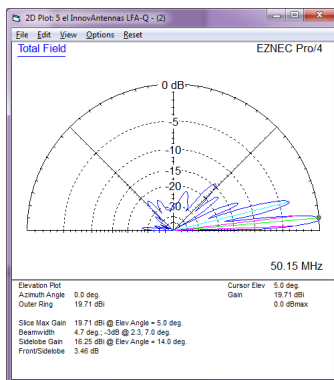 2D Plot: 5 el InnovAntennas LFA-Q - (2)
File Edit View Options Reset
Total Field
EZNEC Pro/4
0 dB
-5
-10
-15
-20
-30
50.15 MHz
Elevation Plot
Cursor Elev 5.0 deg.
Azimuth Angle 0.0 deg.
Gain 19.71 dBi
Outer Ring 19.71 dBi
0.0 dBmax
Slice Max Gain 19.71 dBi @ Elev Angle = 5.0 deg.
Beamwidth 4.7 deg.; -3dB @ 2.3, 7.0 deg.
Sidelobe Gain 16.25 dBi @ Elev Angle = 14.0 deg.
Front/Sidelobe 3.46 dB